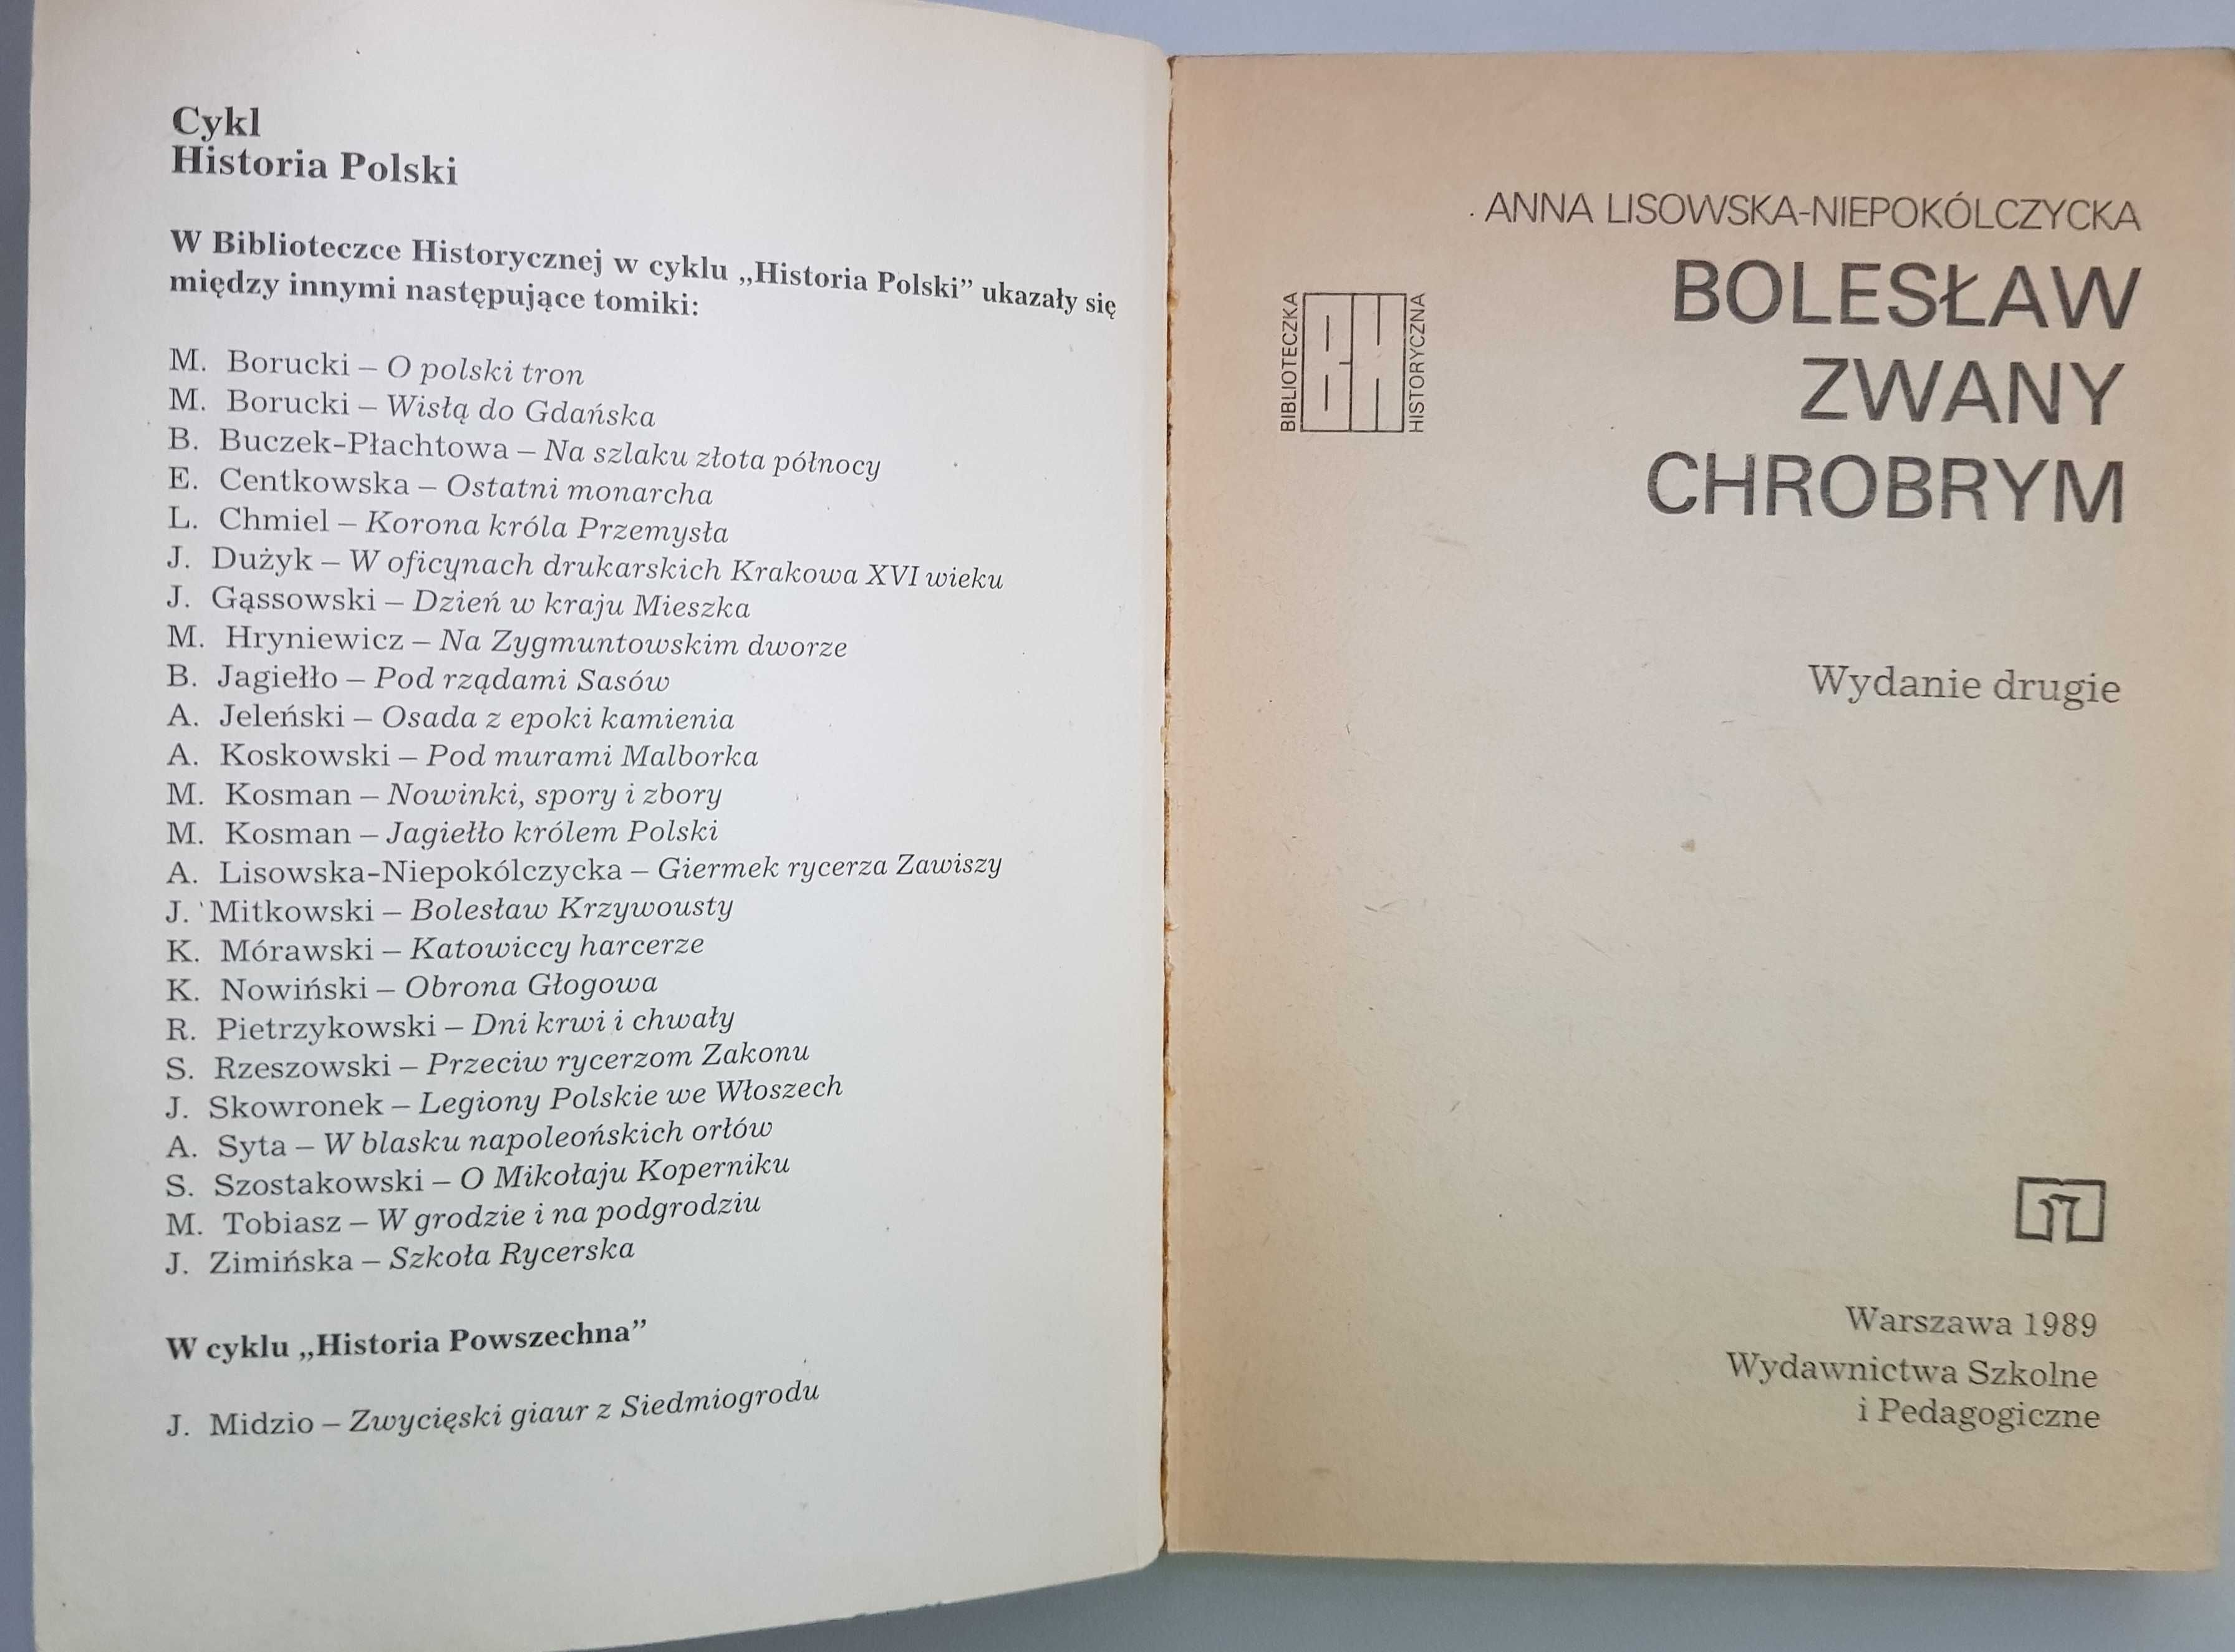 Cykl
Historia Polski
W Biblioteczce Historycznej w cyklu „Historia Polski” ukazały się
między innymi następujące tomiki:
M. Borucki – O polski tron
M. Borucki – Wisłą do Gdańska
B. Buczek-Płachtowa – Na szlaku złota północy
E. Centkowska – Ostatni monarcha
L. Chmiel – Korona króla Przemysła
J. Dużyk – W oficynach drukarskich Krakowa XVI wieku
J. Gąssowski – Dzień w kraju Mieszka
M. Hryniewicz – Na Zygmuntowskim dworze
B. Jagiełło – Pod rządami Sasów
A. Jeleński – Osada z epoki kamienia
A. Koskowski – Pod murami Malborka
M. Kosman – Nowinki, spory i zbory
M. Kosman – Jagiełło królem Polski
A. Lisowska-Niepokólczycka – Giermek rycerza Zawiszy
J. Mitkowski – Bolesław Krzywousty
K. Mórawski – Katowiccy harcerze
K. Nowiński – Obrona Głogowa
R. Pietrzykowski – Dni krwi i chwały
S. Rzeszowski – Przeciw rycerzom Zakonu
J. Skowronek – Legiony Polskie we Włoszech
A. Syta – W blasku napoleońskich orłów
S. Szostakowski – O Mikołaju Koperniku
M. Tobiasz – W grodzie i na podgrodziu
J. Zimińska – Szkoła Rycerska
W cyklu „Historia Powszechna”
J. Midzio – Zwycięski giaur z Siedmiogrodu
ANNA LISOWSKA-NIEPOKÓLCZYCKA
BOLESŁAW
ZWANY
CHROBRYM
BIBLIOTECZKA
HISTORYCZNA
Wydanie drugie
Warszawa 1989
Wydawnictwa Szkolne
i Pedagogiczne